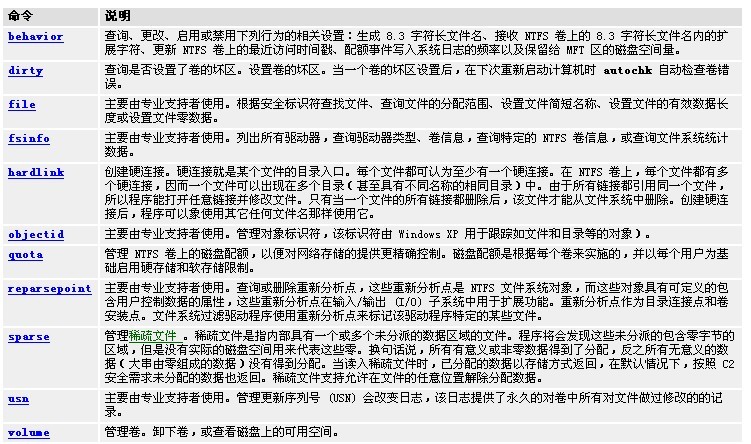 命令 说明
behavior 查询、更改、启用或禁用下列行为的相关设置：生成 8.3 字符长文件名、接收 NTFS 卷上的 8.3 字符长文件名内的扩
展字符、更新 NTFS 卷上的最近访问时间戳、配额事件写入系统日志的频率以及保留给 MFT 区的磁盘空间量。
dirty 查询是否设置了卷的坏区。设置卷的坏区。当一个卷的坏区设置后，在下次重新启动计算机时 autochk 自动检查卷错
误。
file 主要由专业支持者使用。根据安全标识符查找文件、查询文件的分配范围、设置文件简短名称、设置文件的有效数据长
度或设置文件零数据。
fsinfo 主要由专业支持者使用。列出所有驱动器，查询驱动器类型、卷信息，查询特定的 NTFS 卷信息，或查询文件系统统计
数据。
hardlink 创建硬连接。硬连接就是某个文件的目录入口。每个文件都可认为至少有一个硬连接。在 NTFS 卷上，每个文件都有多
个硬连接，因而一个文件可以出现在多个目录（甚至具有不同名称的相同目录）中。由于所有链接都引用同一个文件，
所以程序能打开任意链接并修改文件。只有当一个文件的所有链接都删除后，该文件才能从文件系统中删除。创建硬连
接后，程序可以象使用其它任何文件名那样使用它。
objectid 主要由专业支持者使用。管理对象标识符，该标识符由 Windows XP 用于跟踪如文件和目录等的对象）。
quota 管理 NTFS 卷上的磁盘配额，以便对网络存储的提供更精确控制。磁盘配额是根据每个卷来实施的，并以每个用户为基
础启用硬存储和软存储限制。
reparsepoint 主要由专业支持者使用。查询或删除重新分析点，这些重新分析点是 NTFS 文件系统对象，而这些对象具有可定义的包
含用户控制数据的属性，这些重新分析点在输入/输出 (I/O) 子系统中用于扩展功能。重新分析点作为目录连接点和卷
安装点。文件系统过滤驱动程序使用重新分析点来标记该驱动程序特定的某些文件。
sparse 管理稀疏文件 。稀疏文件是指内部具有一个或多个未分派的数据区域的文件。程序将会发现这些未分派的包含零字节的
区域，但是没有实际的磁盘空间用来代表这些零。换句话说，所有有意义或非零数据得到了分配，反之所有无意义的数
据（大串由零组成的数据）没有得到分配。当读入稀疏文件时，已分配的数据以存储方式返回，在默认情况下，按照 C2
安全需求未分配的数据也返回。稀疏文件支持允许在文件的任意位置解除分配数据。
usn 主要由专业支持者使用。管理更新序列号 (USN) 会改变日志，该日志提供了永久的对卷中所有对文件做过修改的的记
录。
volume 管理卷。卸下卷，或查看磁盘上的可用空间。